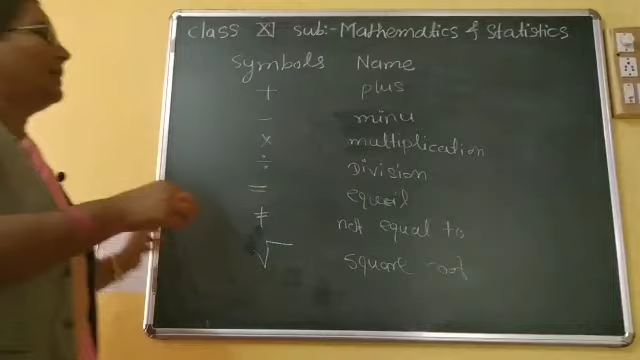 class XI sub:- Mathematics & Statistics
Symbols Name
+ plus
− minu
× multiplication
÷ Division
= equal
≠ not equal to
√ square root